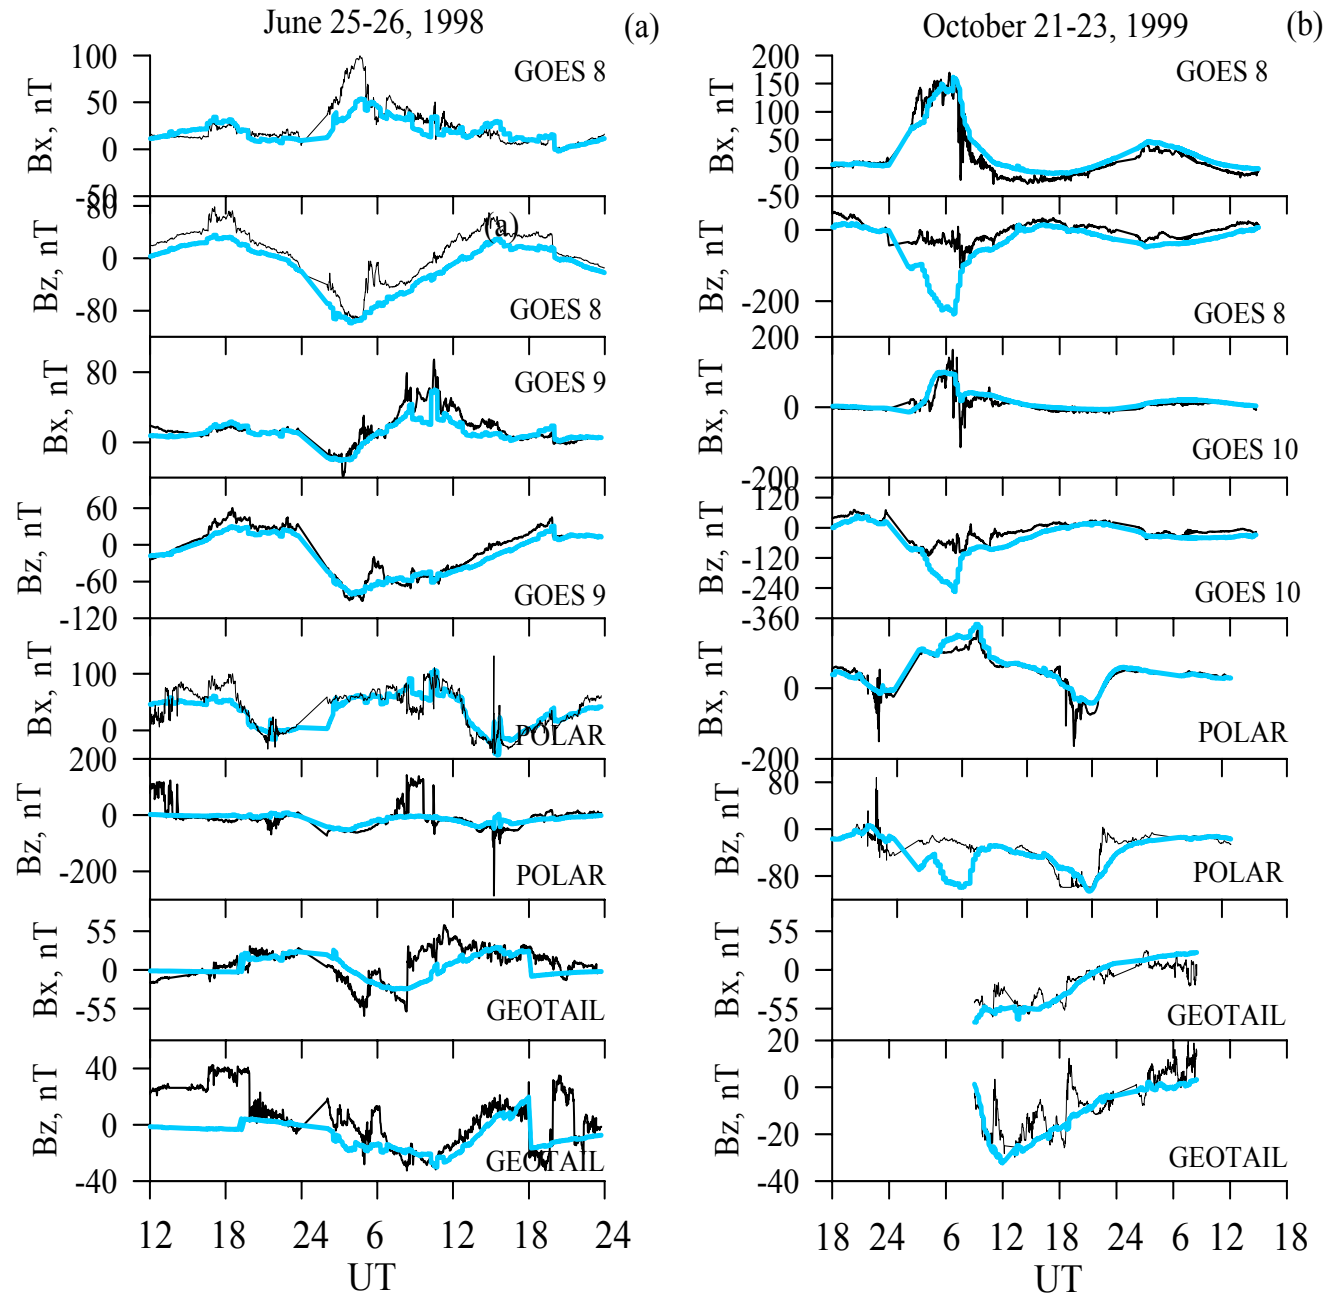 June 25-26, 1998
(a)
100
50
0
-50
Bx, nT
GOES 8
80
0
-80
Bz, nT
(a)
GOES 8
80
0
Bx, nT
GOES 9
60
0
-60
-120
Bz, nT
GOES 9
100
0
Bx, nT
POLAR
200
0
-200
Bz, nT
POLAR
55
0
-55
Bx, nT
GEOTAIL
40
0
-40
Bz, nT
GEOTAIL
12 18 24 6 12 18 24
UT
October 21-23, 1999
(b)
200
150
100
50
0
-50
Bx, nT
GOES 8
0
-200
Bz, nT
GOES 8
200
0
-200
Bx, nT
GOES 10
120
0
-120
-240
-360
Bz, nT
GOES 10
0
-200
Bx, nT
POLAR
80
0
-80
Bz, nT
POLAR
55
0
-55
Bx, nT
GEOTAIL
20
0
-20
-40
Bz, nT
GEOTAIL
18 24 6 12 18 24 6 12 18
UT